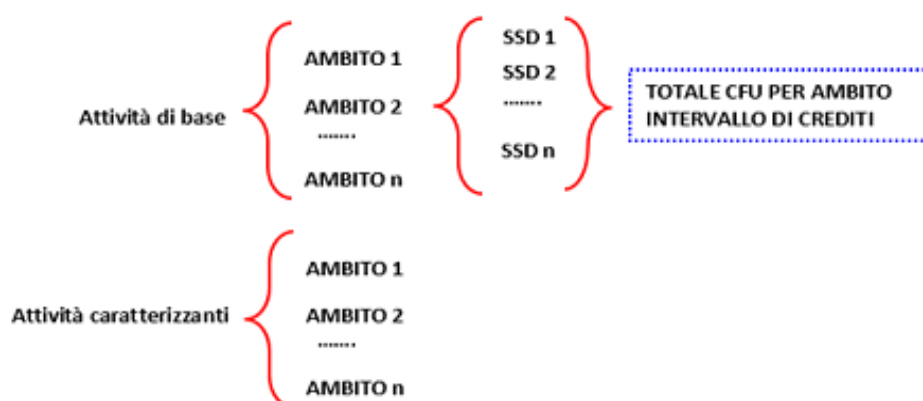 Attività di base
AMBITO 1
AMBITO 2
.......
AMBITO n
SSD 1
SSD 2
.......
SSD n
TOTALE CFU PER AMBITO
INTERVALLO DI CREDITI
Attività caratterizzanti
AMBITO 1
AMBITO 2
.......
AMBITO n